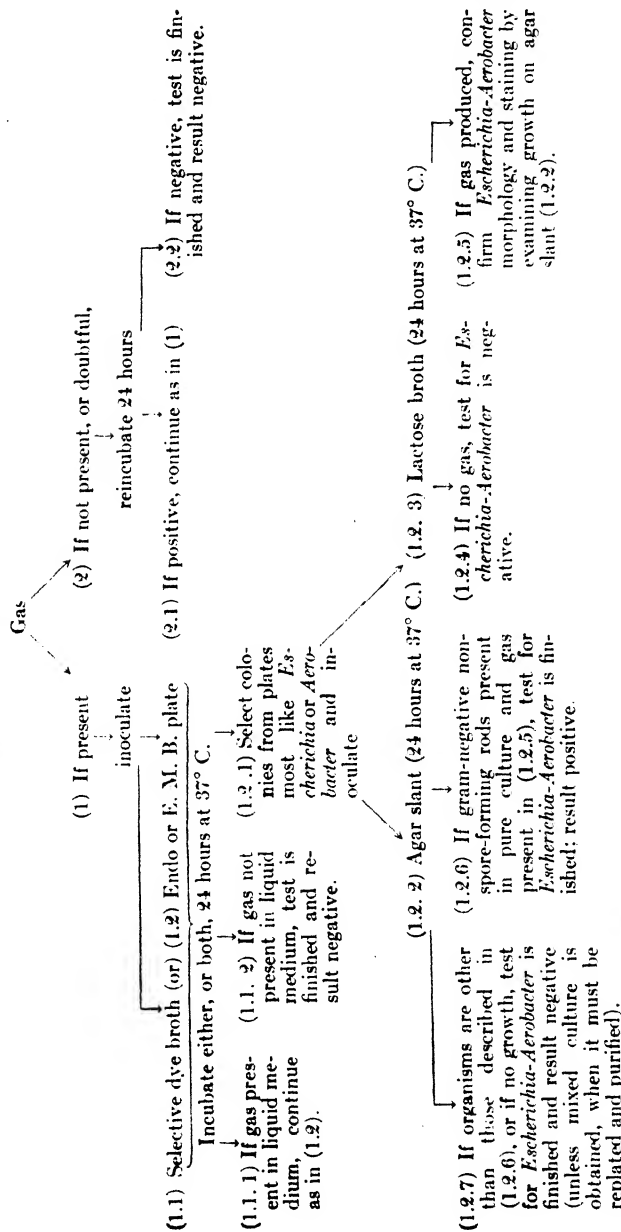 Gas
(1) If present
(2) If not present, or doubtful,
inoculate
reincubate 24 hours
(1.1) Selective dye broth (or) (1.2) Endo or E. M. B. plate
Incubate either, or both, 24 hours at 37° C.
(2.1) If positive, continue as in (1)
(2.2) If negative, test is fin-
ished and result negative.
(1.1. 1) If gas pres-
ent in liquid me-
dium, continue
as in (1.2).
(1.1. 2) If gas not
present in liquid
medium, test is
finished and re-
sult negative.
(1.2 .1) Select colo-
nies from plates
most like Es-
cherichia or Aero-
bacter and in-
oculate
(1.2. 2) Agar slant (24 hours at 37° C.)
(1.2. 3) Lactose broth (24 hours at 37° C.)
(1.2.7) If organisms are other
than those described in
(1.2.6), or if no growth, test
for Escherichia-Aerobacter is
finished and result negative
(unless mixed culture is
obtained, when it must be
replated and purified).
(1.2.6) If gram-negative non-
spore-forming rods present
in pure culture and gas
present in (1.2.5), test for
Escherichia-Aerobacter is fin-
ished; result positive.
(1.2.4) If no gas, test for Es-
cherichia-Aerobacter is neg-
ative.
(1.2.5) If gas produced, con-
firm Escherichia-Aerobacter
morphology and staining by
examining growth on agar
slant (1.2.2).